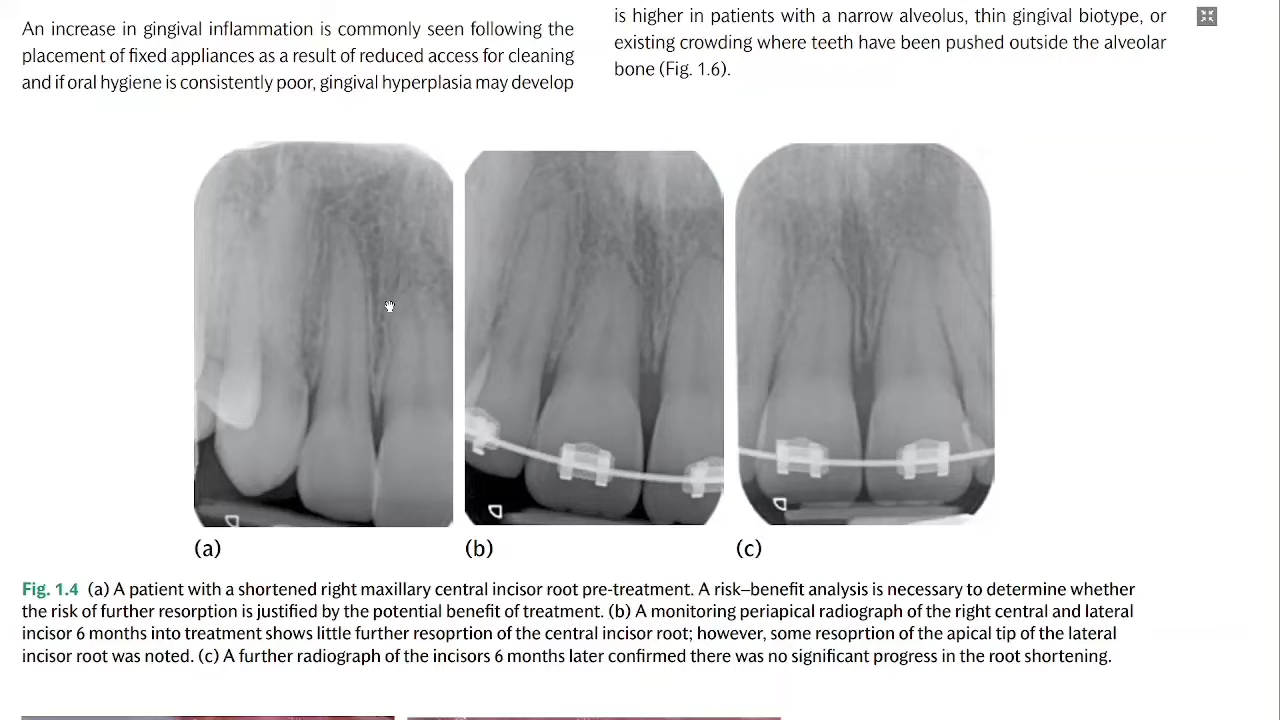 An increase in gingival inflammation is commonly seen following the
placement of fixed appliances as a result of reduced access for cleaning
and if oral hygiene is consistently poor, gingival hyperplasia may develop
is higher in patients with a narrow alveolus, thin gingival biotype, or
existing crowding where teeth have been pushed outside the alveolar
bone (Fig. 1.6).
(a)
(b)
(c)
Fig. 1.4 (a) A patient with a shortened right maxillary central incisor root pre-treatment. A risk–benefit analysis is necessary to determine whether
the risk of further resorption is justified by the potential benefit of treatment. (b) A monitoring periapical radiograph of the right central and lateral
incisor 6 months into treatment shows little further resoprtion of the central incisor root; however, some resoprtion of the apical tip of the lateral
incisor root was noted. (c) A further radiograph of the incisors 6 months later confirmed there was no significant progress in the root shortening.